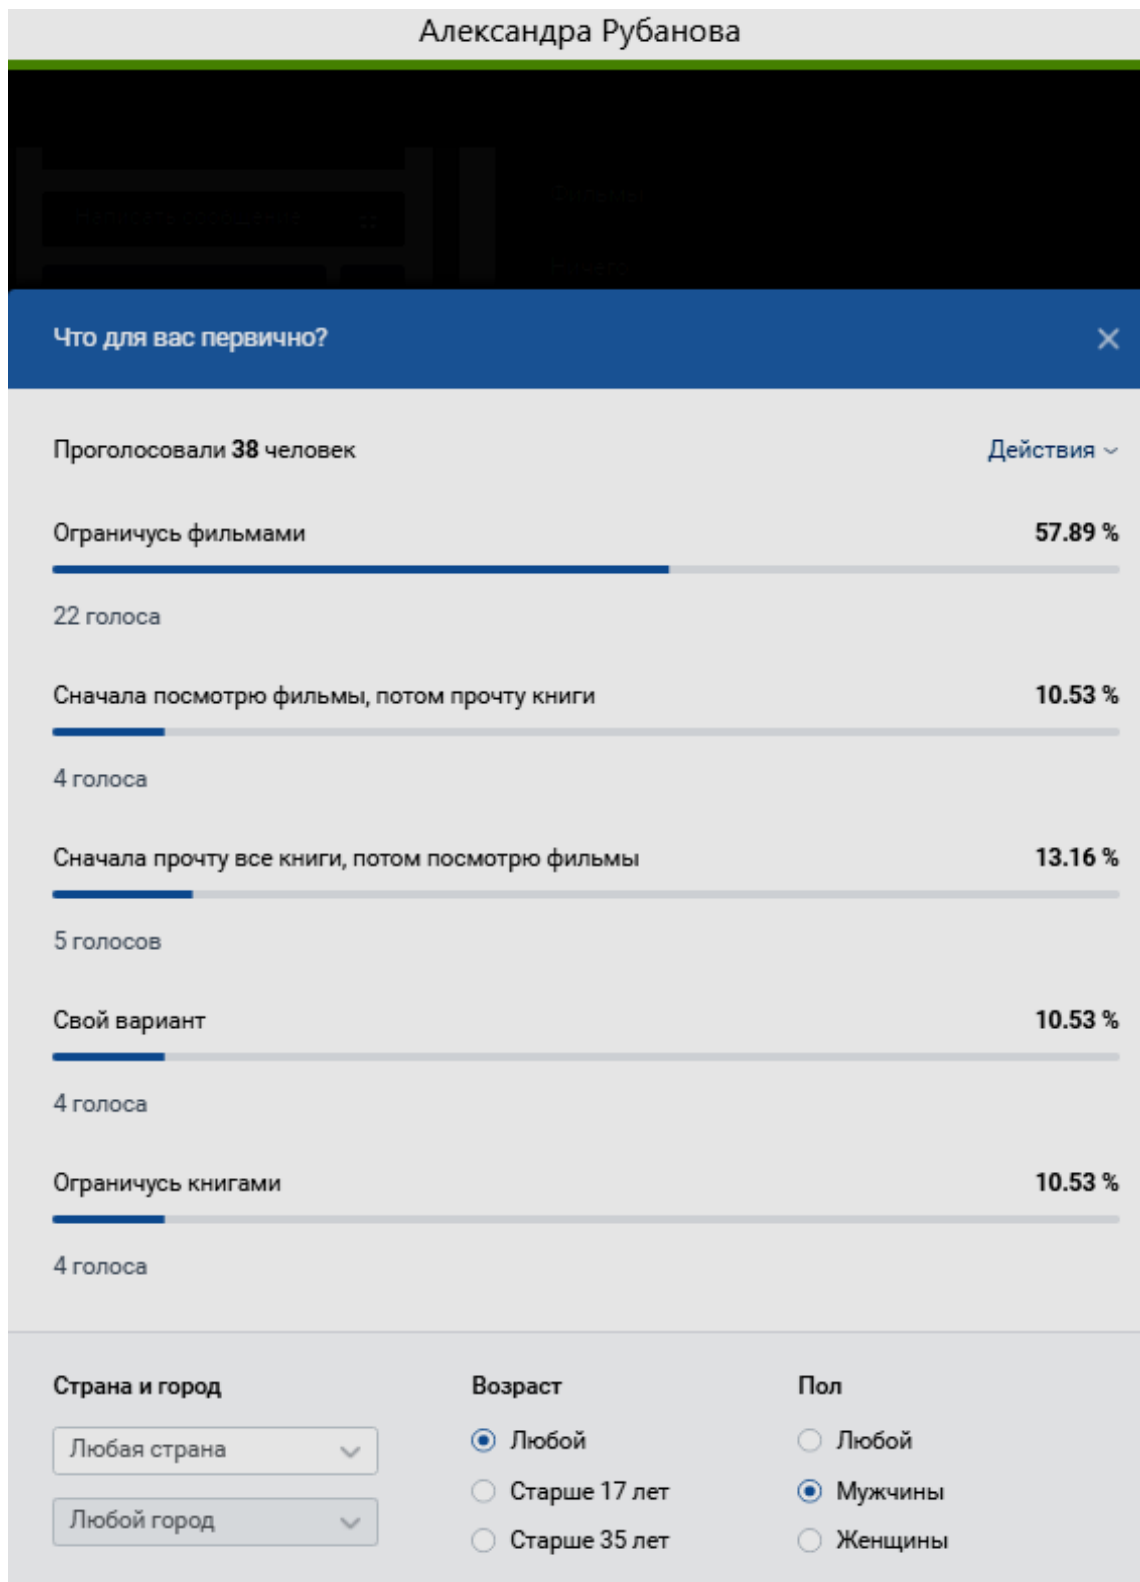 Александра Рубанова
Что для вас первично?
Проголосовали 38 человек Действия
Ограничусь фильмами 57.89 %
22 голоса
Сначала посмотрю фильмы, потом прочту книги 10.53 %
4 голоса
Сначала прочту все книги, потом посмотрю фильмы 13.16 %
5 голосов
Свой вариант 10.53 %
4 голоса
Ограничусь книгами 10.53 %
4 голоса
Страна и город Возраст Пол
Любая страна Любой Любой
Старше 17 лет Мужчины
Любой город Старше 35 лет Женщины